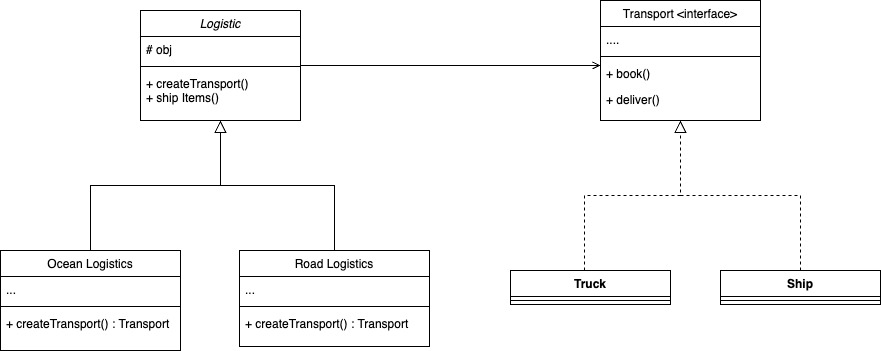 Logistic
# obj
+ createTransport()
+ ship Items()
Transport <interface>
....
+ book()
+ deliver()
Ocean Logistics
...
+ createTransport() : Transport
Road Logistics
...
+ createTransport() : Transport
Truck
Ship